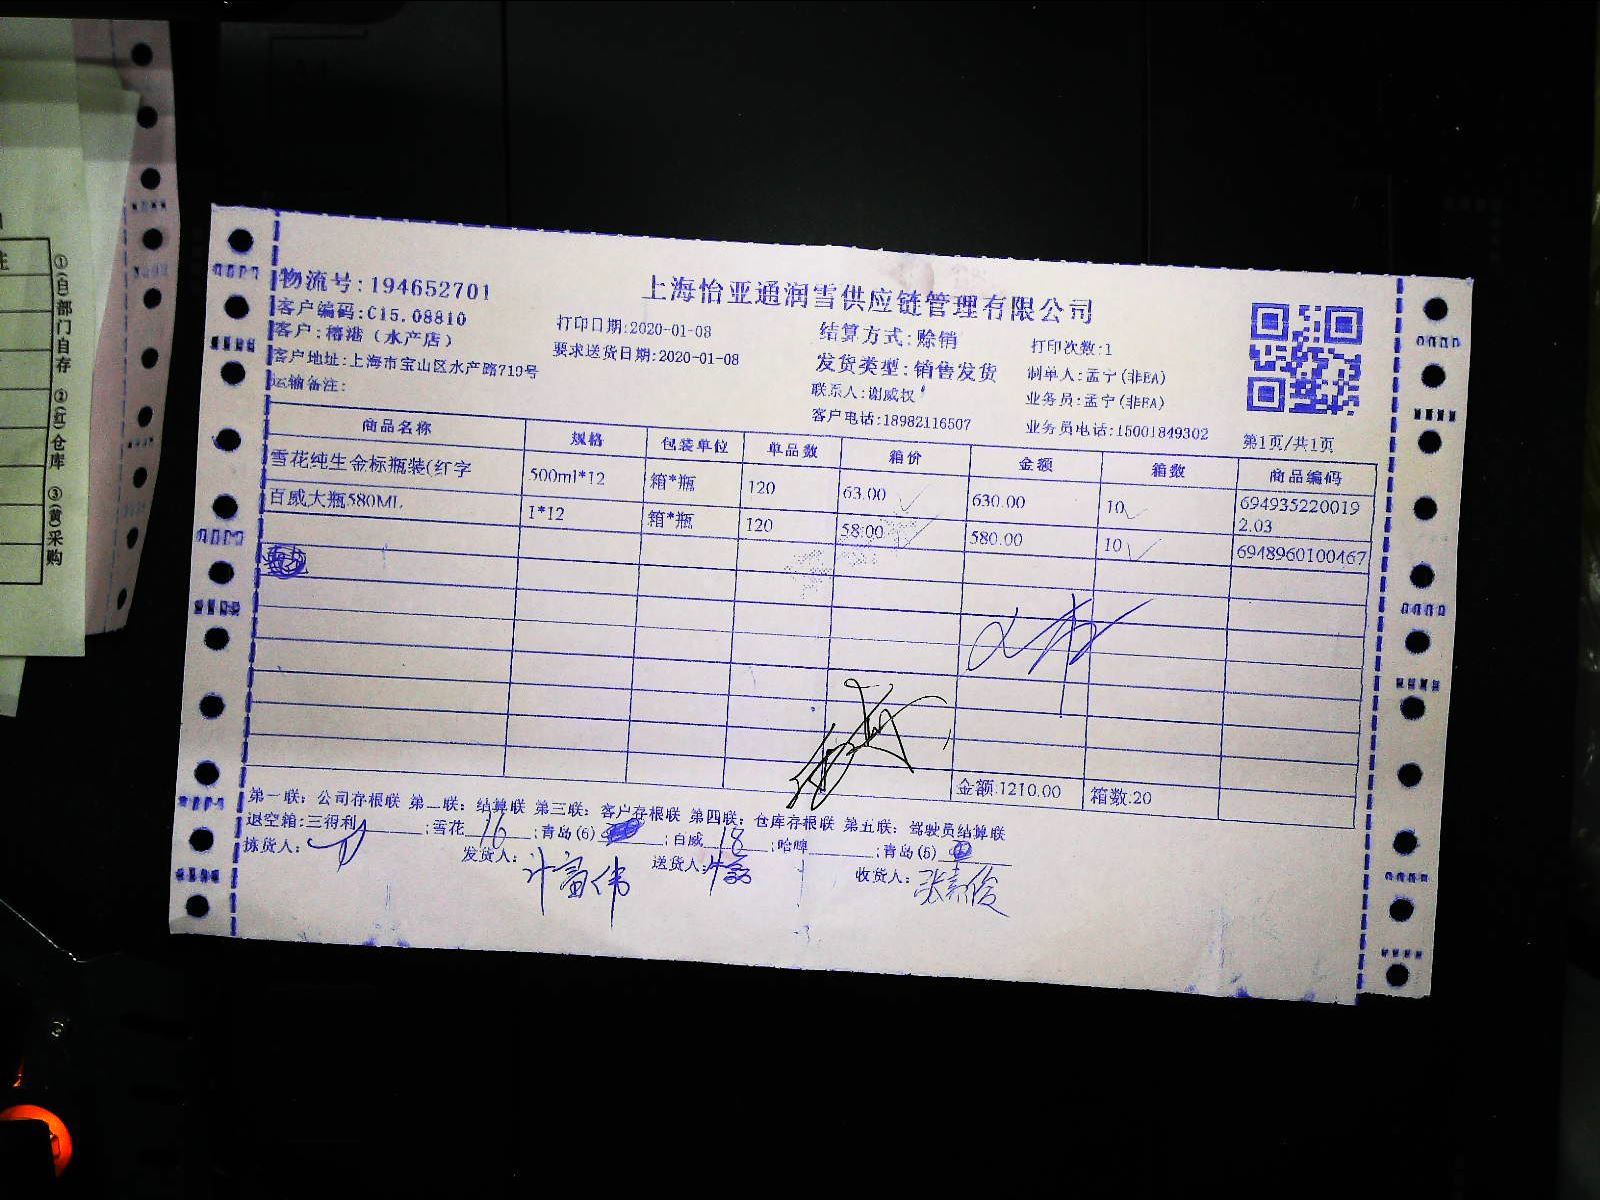 上海怡亚通润雪供应链管理有限公司
物流号:194652701
客户编码:C15.08810
客户:榕港（水产店）
客户地址:上海市宝山区水产路719号
运输备注:
打印日期:2020-01-08
要求送货日期:2020-01-08
结算方式:赊销
发货类型:销售发货
联系人:谢威权
客户电话:18982116507
打印次数:1
制单人:孟宁(非EA)
业务员:孟宁(非EA)
业务员电话:15001849302
第1页/共1页
商品名称 规格 包装单位 单品数 箱价 金额 箱数 商品编码
雪花纯生金标瓶装(红字 500ml*12 箱*瓶 120 63.00 630.00 10 6949352200192.03
百威大瓶580ML 1*12 箱*瓶 120 58.00 580.00 10 6948960100467
金额:1210.00 箱数:20
第一联: 公司存根联 第二联: 结算联 第三联: 客户存根联 第四联: 仓库存根联 第五联: 驾驶员结算联
退空箱:三得利 ;雪花 16 ;青岛(6) ;百威 18 ;哈啤 ;青岛(5)
拣货人: 发货人: 计富伟 送货人: 收货人: 张素俊
①(白)部门自存 ②(红)仓库 ③(黄)采购
注